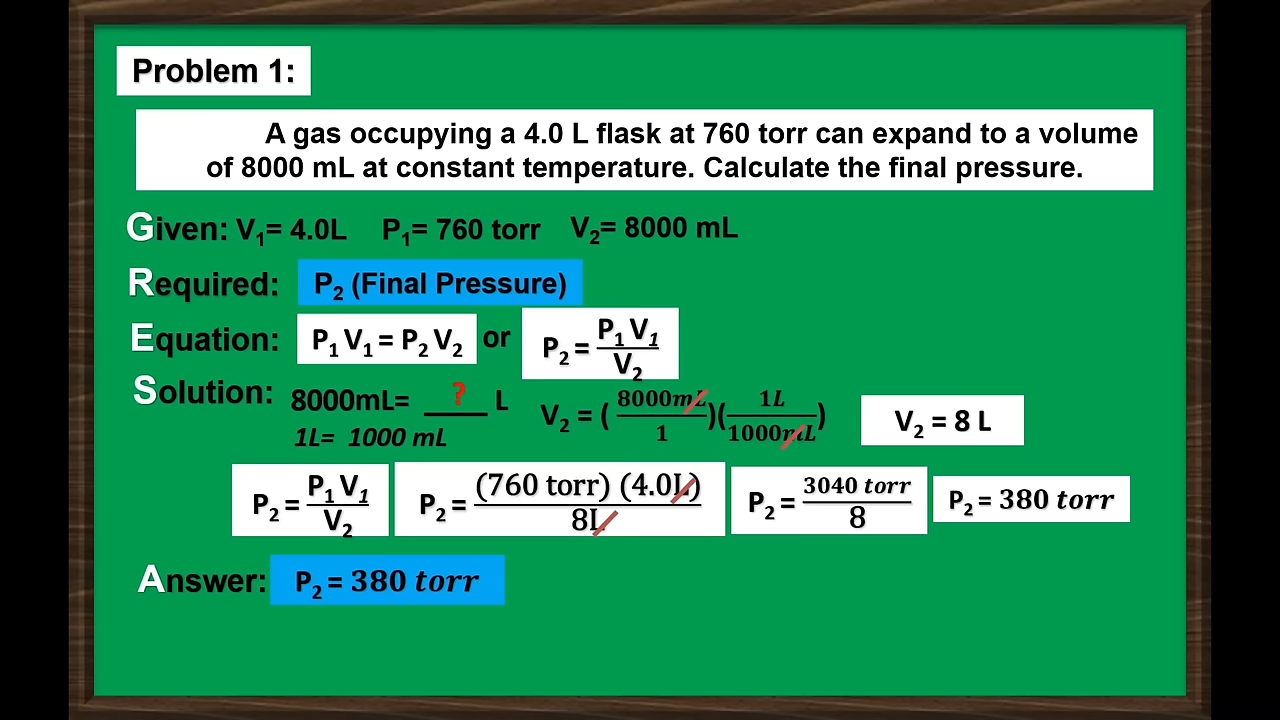 Problem 1:
A gas occupying a 4.0 L flask at 760 torr can expand to a volume
of 8000 mL at constant temperature. Calculate the final pressure.
Given: V₁= 4.0L P₁= 760 torr V₂= 8000 mL
Required: P₂ (Final Pressure)
Equation: P₁ V₁ = P₂ V₂ or P₂ = P₁ V₁ / V₂
Solution: 8000mL= ? L V₂ = ( 8000mL / 1 )( 1L / 1000mL ) V₂ = 8 L
1L= 1000 mL
P₂ = P₁ V₁ / V₂ P₂ = (760 torr) (4.0L) / 8L P₂ = 3040 torr / 8 P₂ = 380 torr
Answer: P₂ = 380 torr